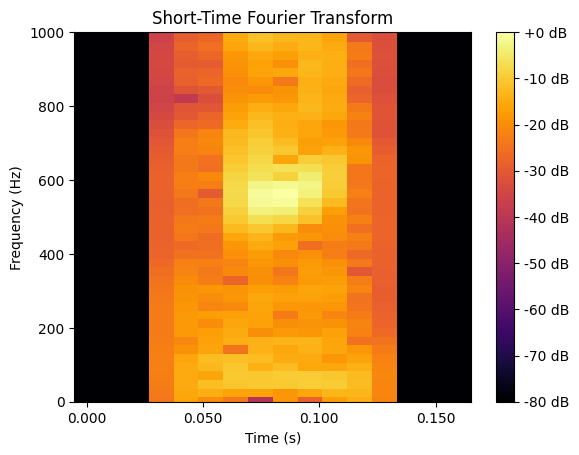 Short-Time Fourier Transform
1000
800
600
400
200
0
Frequency (Hz)
0.000
0.050
0.100
0.150
Time (s)
+0 dB
-10 dB
-20 dB
-30 dB
-40 dB
-50 dB
-60 dB
-70 dB
-80 dB